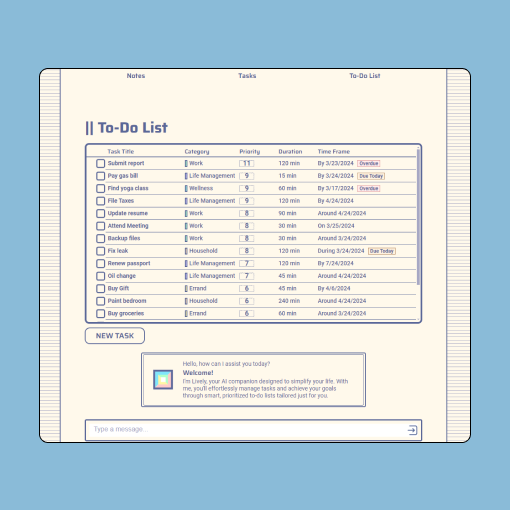 Notes Tasks To-Do List
|| To-Do List
Task Title Category Priority Duration Time Frame
Submit report Work 11 120 min By 3/23/2024 Overdue
Pay gas bill Life Management 9 15 min By 3/24/2024 Due Today
Find yoga class Wellness 9 60 min By 3/17/2024 Overdue
File Taxes Life Management 9 120 min By 4/24/2024
Update resume Work 8 90 min Around 4/24/2024
Attend Meeting Work 8 30 min On 3/25/2024
Backup files Work 8 30 min Around 3/24/2024
Fix leak Household 8 120 min During 3/24/2024 Due Today
Renew passport Life Management 7 120 min By 7/24/2024
Oil change Life Management 7 45 min Around 4/24/2024
Buy Gift Errand 6 45 min By 4/6/2024
Paint bedroom Household 6 240 min Around 4/24/2024
Buy groceries Errand 6 60 min Around 3/24/2024
NEW TASK
Hello, how can I assist you today?
Welcome!
I'm Lively, your AI companion designed to simplify your life. With
me, you'll effortlessly manage tasks and achieve your goals
through smart, prioritized to-do lists tailored just for you.
Type a message...